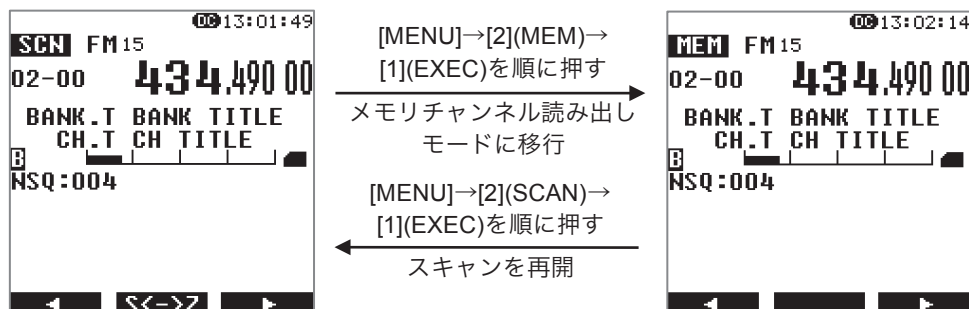 DC 13:01:49
SCN FM15
02-00 434.490 00
BANK.T BANK TITLE
CH.T CH TITLE
B
NSQ:004
S<->Z
[MENU]→[2](MEM)→
[1](EXEC)を順に押す
メモリチャンネル読み出し
モードに移行
[MENU]→[2](SCAN)→
[1](EXEC)を順に押す
スキャンを再開
DC 13:02:14
MEM FM15
02-00 434.490 00
BANK.T BANK TITLE
CH.T CH TITLE
B
NSQ:004